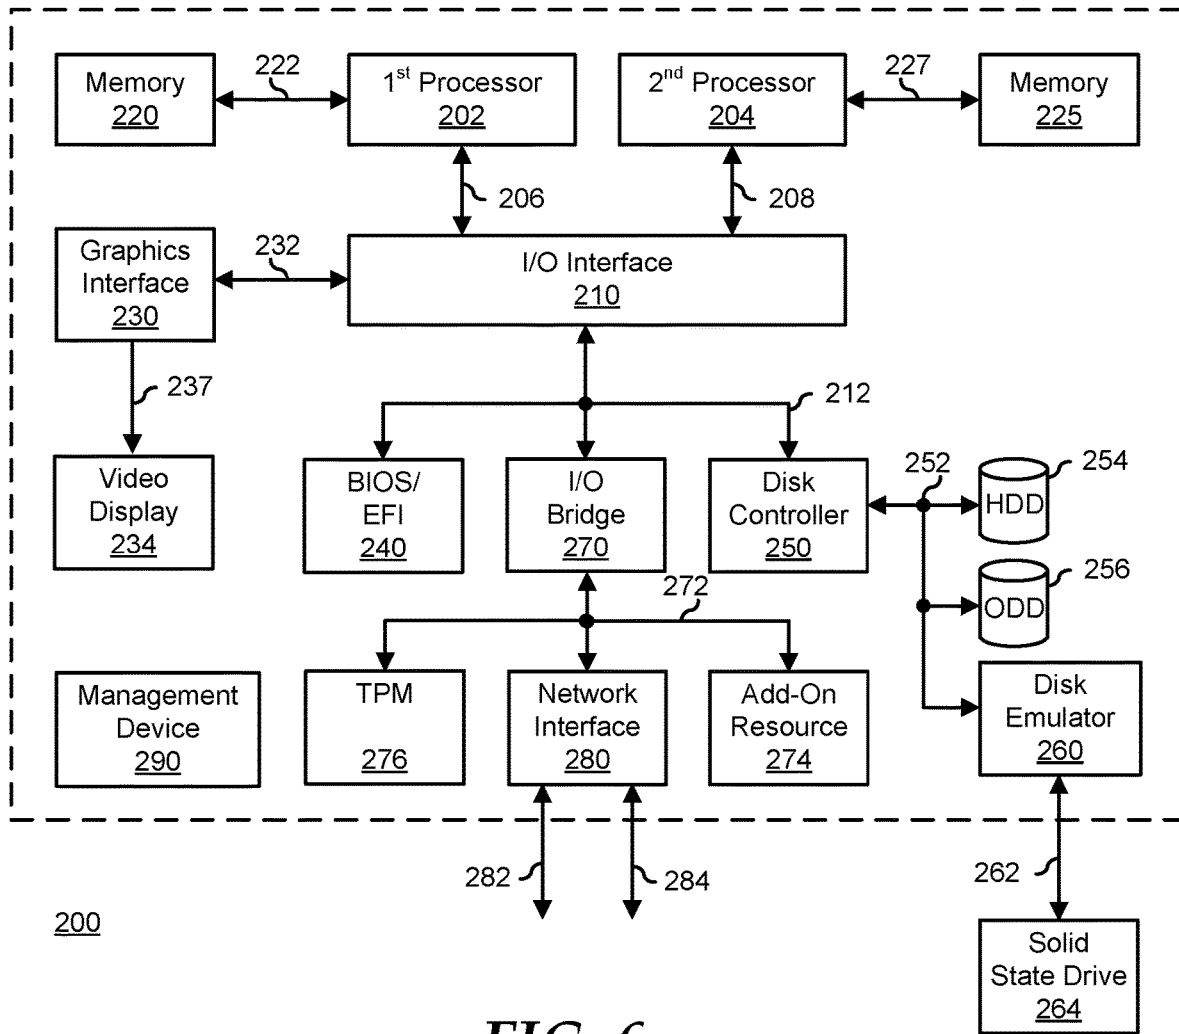 Memory
220
222
1st Processor
202
2nd Processor
204
227
Memory
225
206
208
Graphics
Interface
230
232
I/O Interface
210
237
212
Video
Display
234
BIOS/
EFI
240
I/O
Bridge
270
Disk
Controller
250
252
HDD
254
ODD
256
272
Management
Device
290
TPM
276
Network
Interface
280
Add-On
Resource
274
Disk
Emulator
260
282
284
262
200
Solid
State Drive
264
FIG. 6